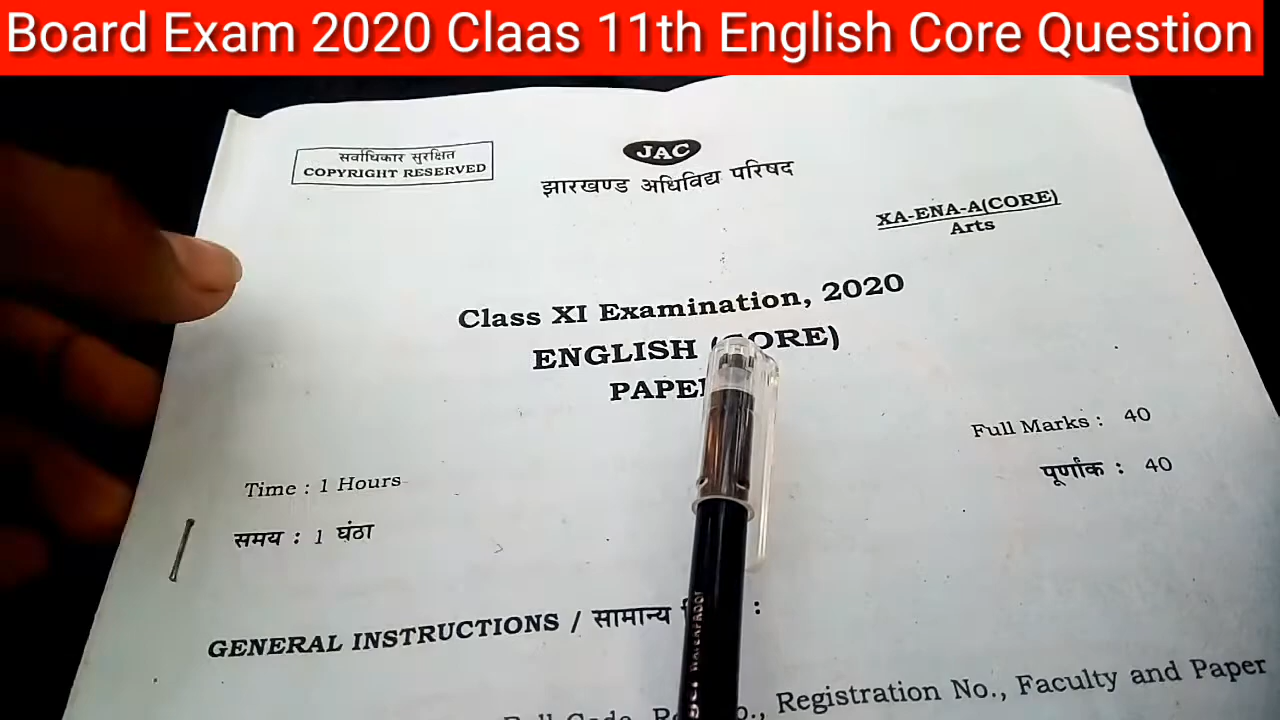 Board Exam 2020 Claas 11th English Core Question
सर्वाधिकार सुरक्षित
COPYRIGHT RESERVED
JAC
झारखण्ड अधिविद्य परिषद
XA-ENA-A(CORE)
Arts
Class XI Examination, 2020
ENGLISH (CORE)
Full Marks : 40
पूर्णांक : 40
Time : 1 Hours
समय : 1 घंठा
GENERAL INSTRUCTIONS / सामान्य :
Registration No., Faculty and Paper
WATERPROOF